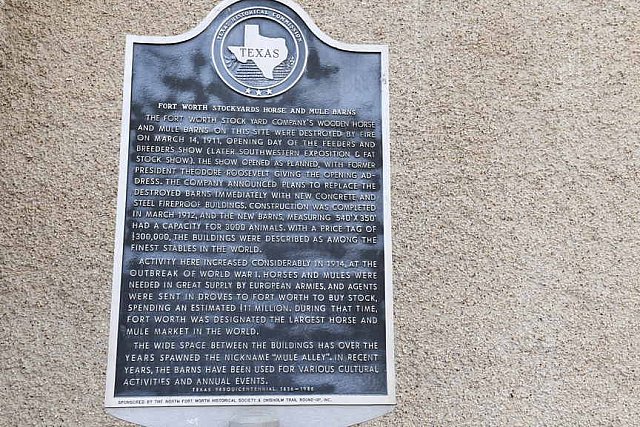 TEXAS HISTORICAL COMMISSION
TEXAS
FORT WORTH STOCKYARDS HORSE AND MULE BARNS
THE FORT WORTH STOCK YARD COMPANY'S WOODEN HORSE
AND MULE BARNS ON THIS SITE WERE DESTROYED BY FIRE
ON MARCH 14, 1911, OPENING DAY OF THE FEEDERS AND
BREEDERS SHOW (LATER SOUTHWESTERN EXPOSITION & FAT
STOCK SHOW). THE SHOW OPENED AS PLANNED, WITH FORMER
PRESIDENT THEODORE ROOSEVELT GIVING THE OPENING AD-
DRESS. THE COMPANY ANNOUNCED PLANS TO REPLACE THE
DESTROYED BARNS IMMEDIATELY WITH NEW CONCRETE AND
STEEL FIREPROOF BUILDINGS. CONSTRUCTION WAS COMPLETED
IN MARCH 1912, AND THE NEW BARNS, MEASURING 540'X 350'
HAD A CAPACITY FOR 3000 ANIMALS. WITH A PRICE TAG OF
$300,000, THE BUILDINGS WERE DESCRIBED AS AMONG THE
FINEST STABLES IN THE WORLD.
ACTIVITY HERE INCREASED CONSIDERABLY IN 1914, AT THE
OUTBREAK OF WORLD WAR I. HORSES AND MULES WERE
NEEDED IN GREAT SUPPLY BY EUROPEAN ARMIES, AND AGENTS
WERE SENT IN DROVES TO FORT WORTH TO BUY STOCK,
SPENDING AN ESTIMATED $11 MILLION. DURING THAT TIME,
FORT WORTH WAS DESIGNATED THE LARGEST HORSE AND
MULE MARKET IN THE WORLD.
THE WIDE SPACE BETWEEN THE BUILDINGS HAS OVER THE
YEARS SPAWNED THE NICKNAME "MULE ALLEY". IN RECENT
YEARS, THE BARNS HAVE BEEN USED FOR VARIOUS CULTURAL
ACTIVITIES AND ANNUAL EVENTS.
TEXAS SESQUICENTENNIAL 1836-1986
SPONSORED BY THE NORTH FORT WORTH HISTORICAL SOCIETY & CHISHOLM TRAIL ROUND-UP, INC.